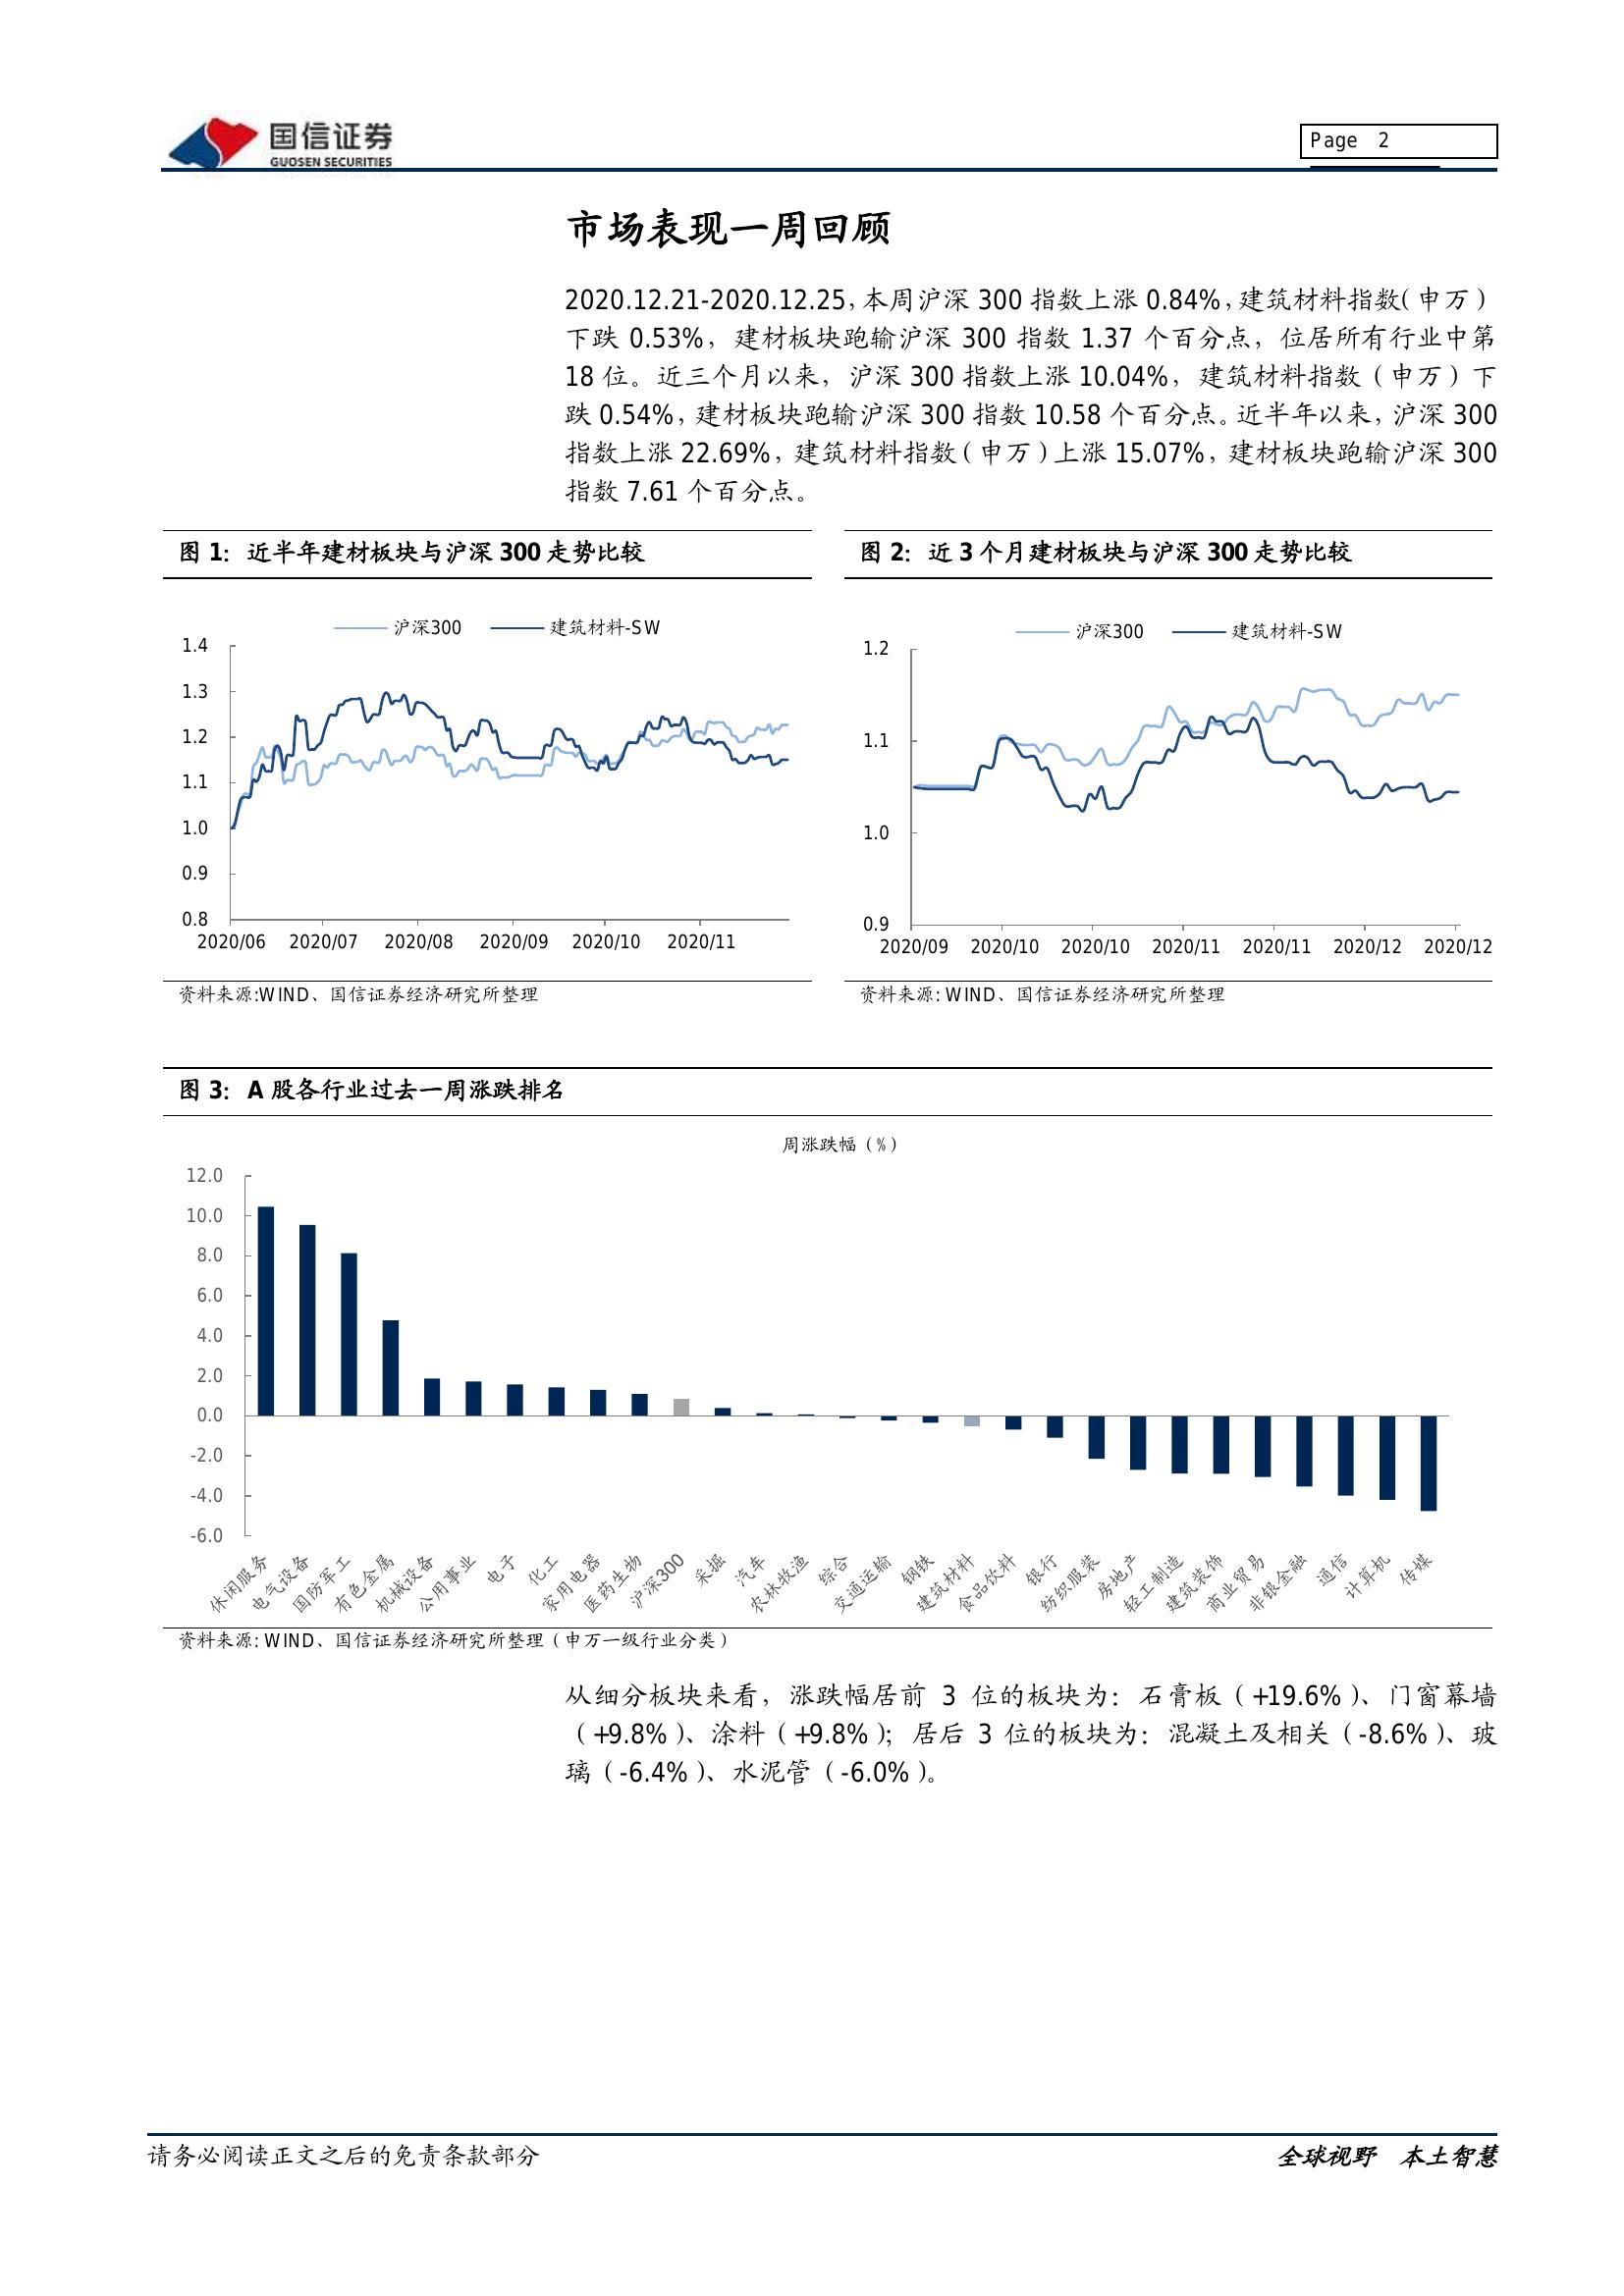 国信证券
GUOSEN SECURITIES
Page 2
市场表现一周回顾
2020.12.21-2020.12.25，本周沪深 300 指数上涨 0.84%，建筑材料指数（申万）
下跌 0.53%，建材板块跑输沪深 300 指数 1.37 个百分点，位居所有行业中第
18 位。近三个月以来，沪深 300 指数上涨 10.04%，建筑材料指数（申万）下
跌 0.54%，建材板块跑输沪深 300 指数 10.58 个百分点。近半年以来，沪深 300
指数上涨 22.69%，建筑材料指数（申万）上涨 15.07%，建材板块跑输沪深 300
指数 7.61 个百分点。
图 1：近半年建材板块与沪深 300 走势比较
沪深300 建筑材料-SW
1.4
1.3
1.2
1.1
1.0
0.9
0.8
2020/06 2020/07 2020/08 2020/09 2020/10 2020/11
资料来源:WIND、国信证券经济研究所整理
图 2：近 3 个月建材板块与沪深 300 走势比较
沪深300 建筑材料-SW
1.2
1.1
1.0
0.9
2020/09 2020/10 2020/10 2020/11 2020/11 2020/12 2020/12
资料来源: WIND、国信证券经济研究所整理
图 3：A 股各行业过去一周涨跌排名
周涨跌幅（%）
12.0
10.0
8.0
6.0
4.0
2.0
0.0
-2.0
-4.0
-6.0
休闲服务 电气设备 国防军工 有色金属 机械设备 公用事业 电子 化工 家用电器 医药生物 沪深300 采掘 汽车 农林牧渔 综合 交通运输 钢铁 建筑材料 食品饮料 银行 纺织服装 房地产 轻工制造 建筑装饰 商业贸易 非银金融 通信 计算机 传媒
资料来源: WIND、国信证券经济研究所整理（申万一级行业分类）
从细分板块来看，涨跌幅居前 3 位的板块为：石膏板（+19.6%）、门窗幕墙
（+9.8%）、涂料（+9.8%）；居后 3 位的板块为：混凝土及相关（-8.6%）、玻
璃（-6.4%）、水泥管（-6.0%）。
请务必阅读正文之后的免责条款部分
全球视野 本土智慧